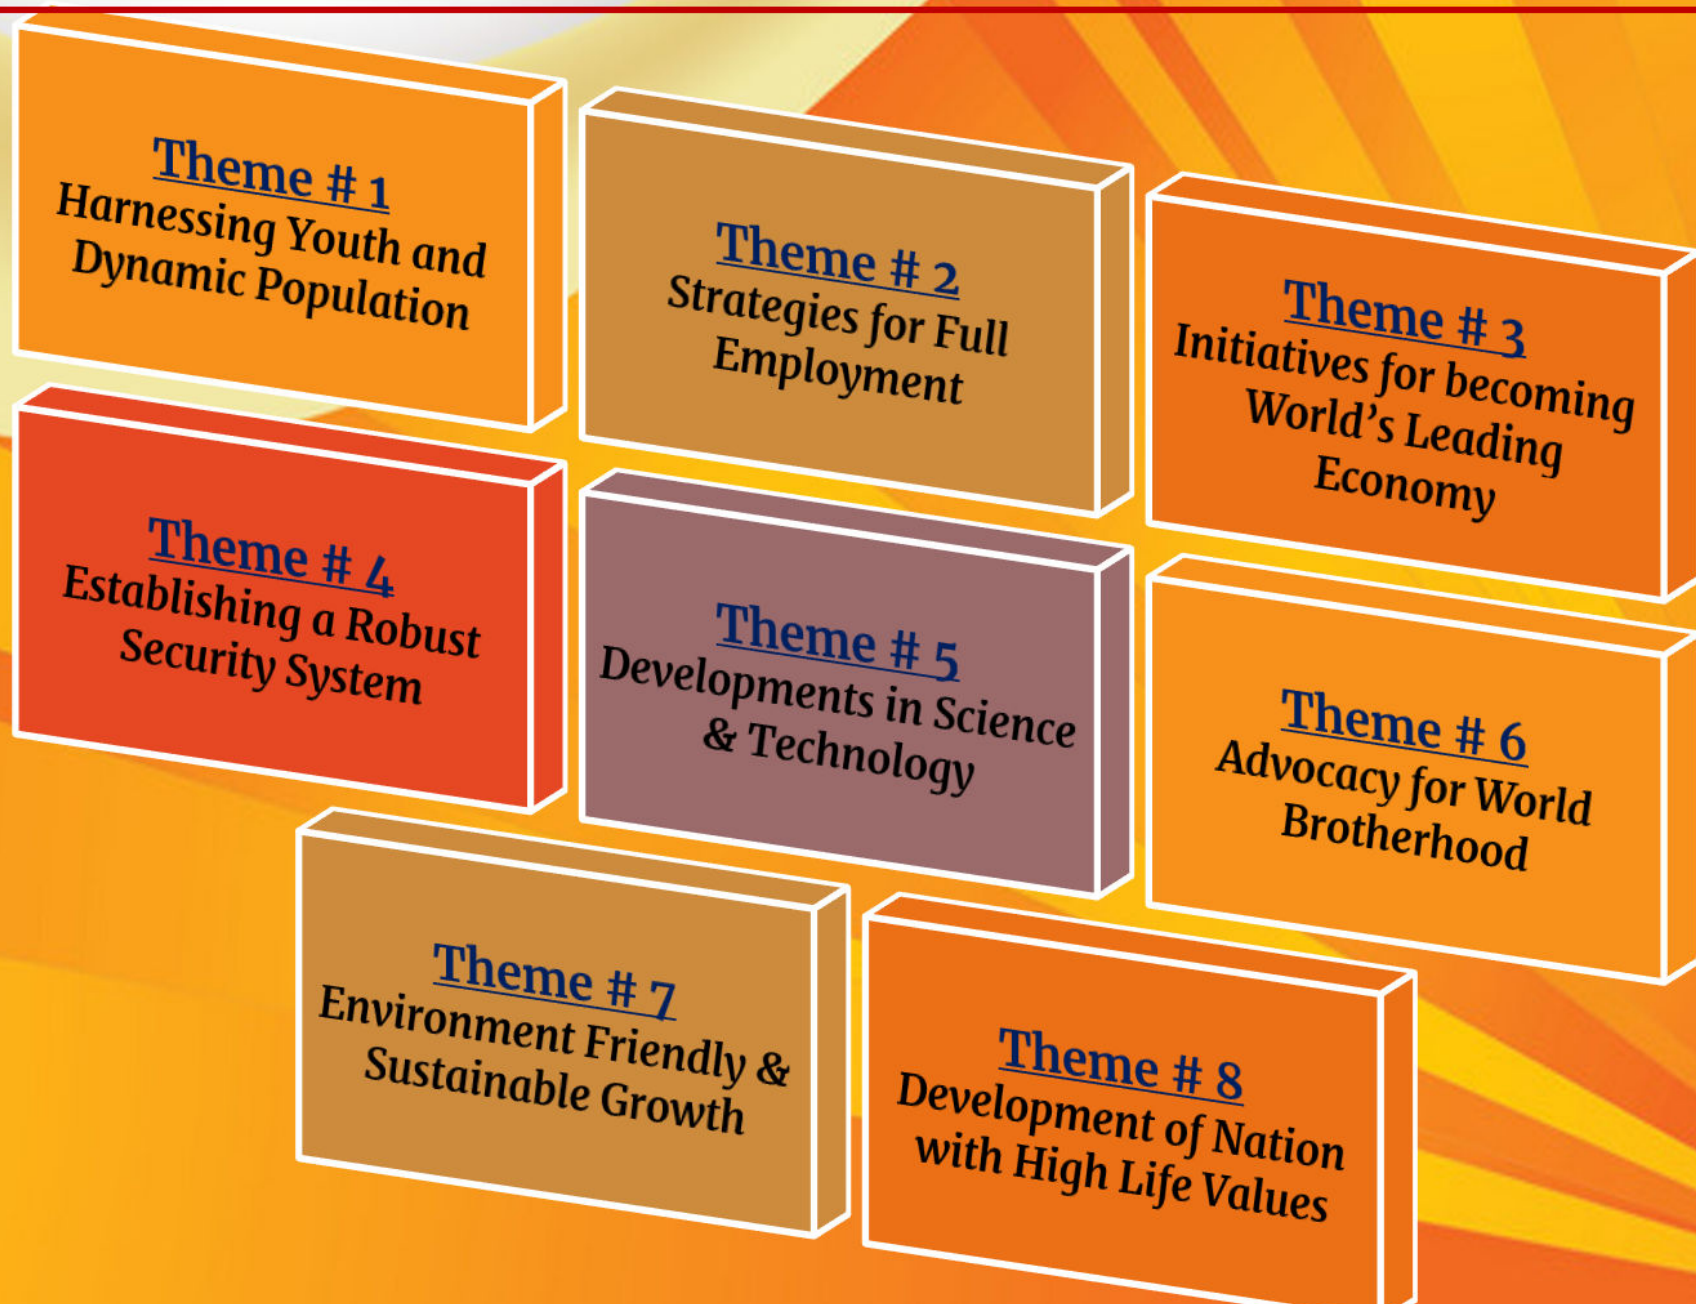 Theme # 1
Harnessing Youth and
Dynamic Population
Theme # 2
Strategies for Full
Employment
Theme # 3
Initiatives for becoming
World’s Leading
Economy
Theme # 4
Establishing a Robust
Security System
Theme # 5
Developments in Science
& Technology
Theme # 6
Advocacy for World
Brotherhood
Theme # 7
Environment Friendly &
Sustainable Growth
Theme # 8
Development of Nation
with High Life Values